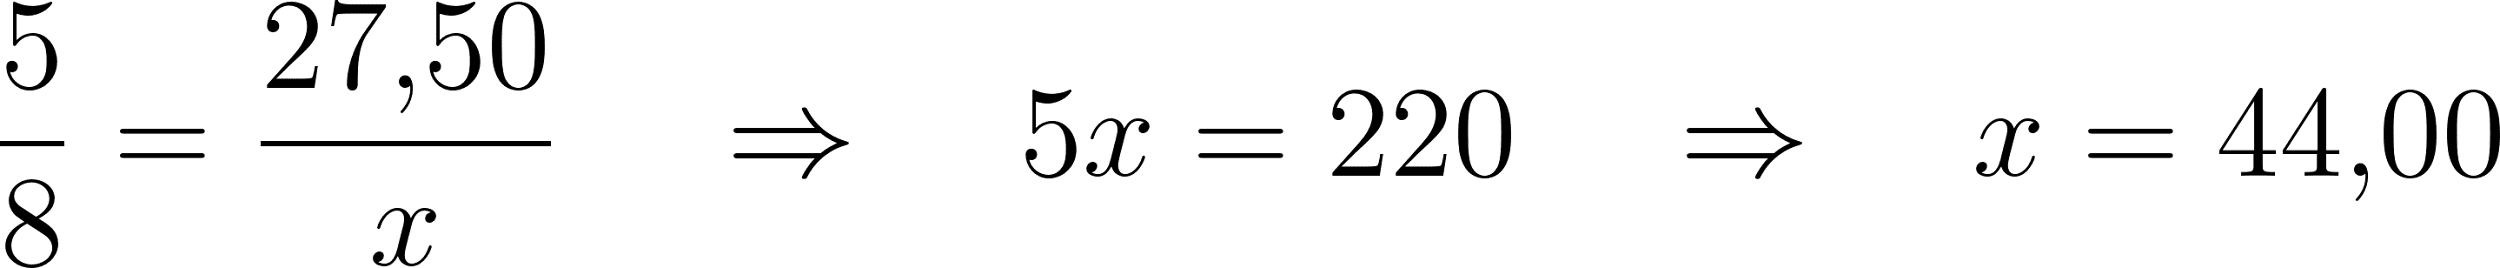 5/8 = 27,50/x ⇒ 5x = 220 ⇒ x = 44,00